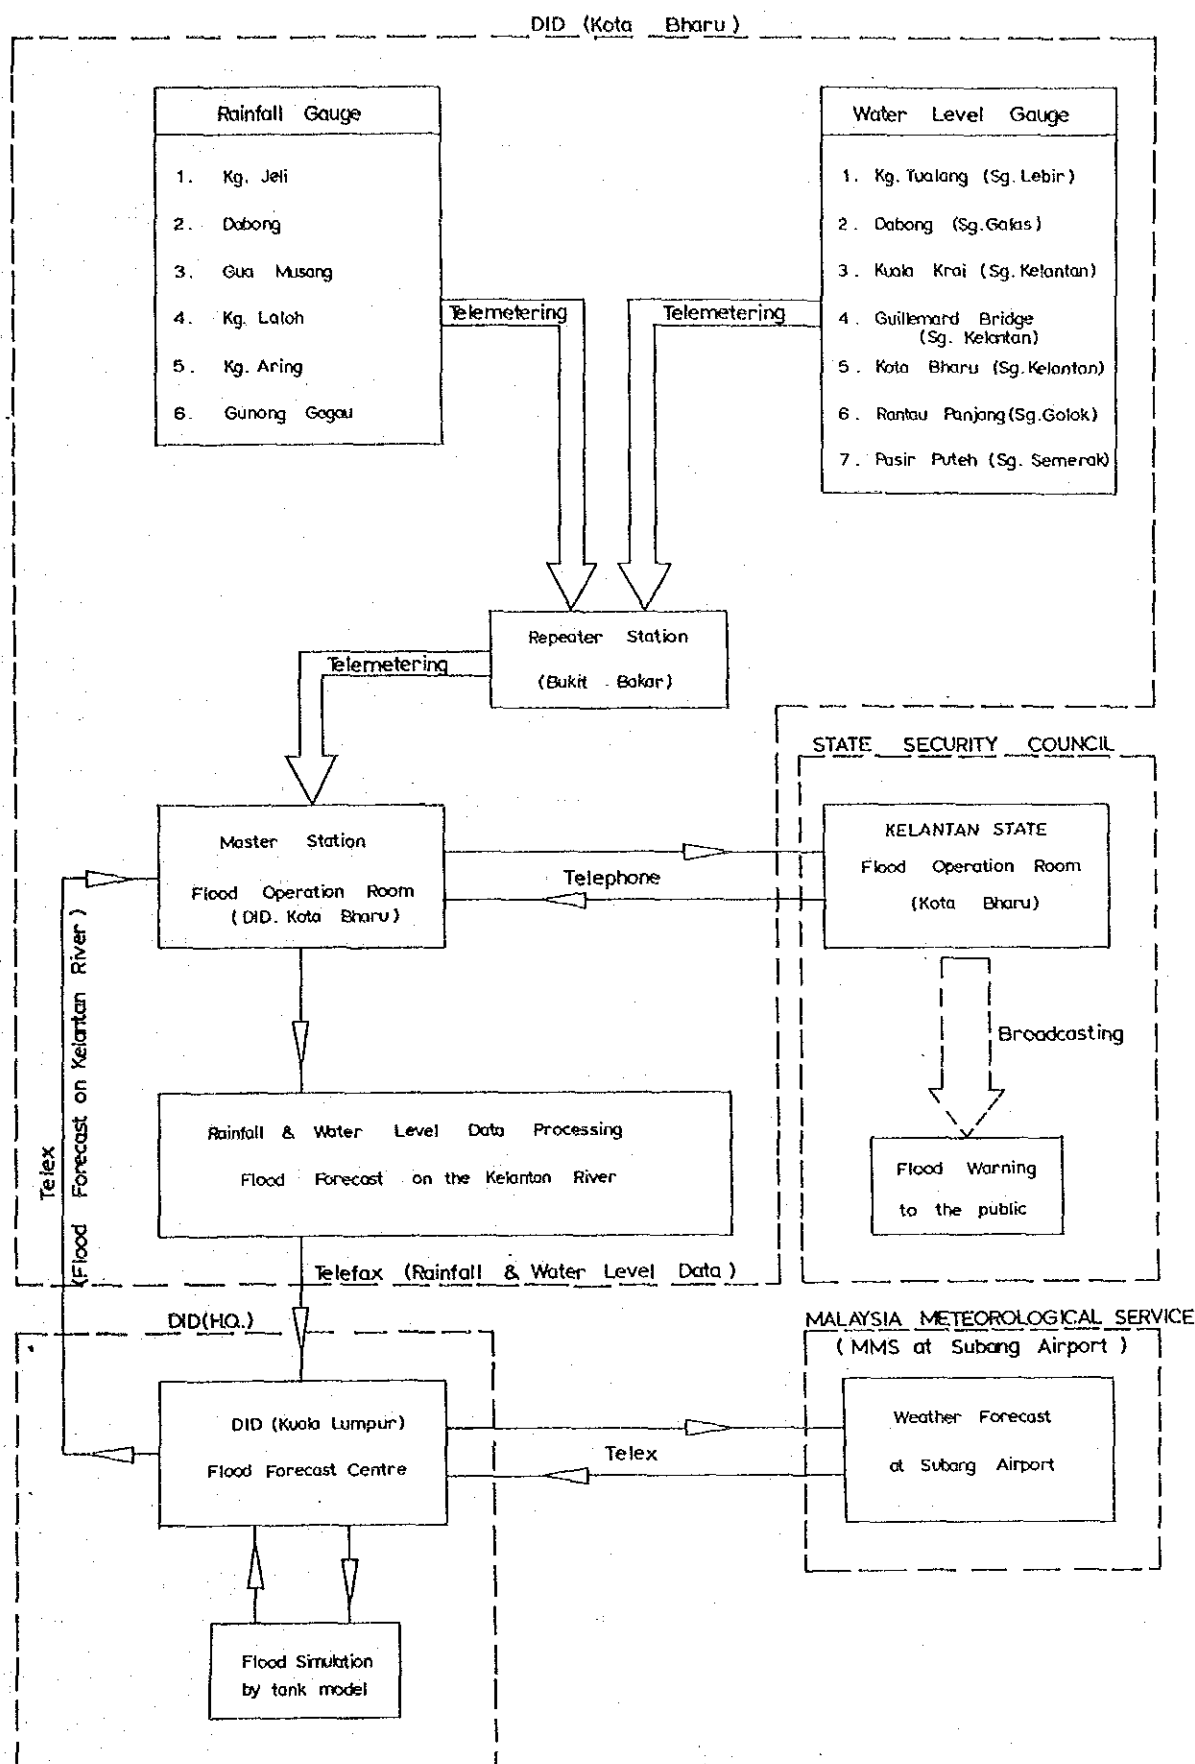 DID (Kota Bharu)
Rainfall Gauge
1. Kg. Jeli
2. Dabong
3. Gua Musang
4. Kg. Laloh
5. Kg. Aring
6. Gunong Gagau
Water Level Gauge
1. Kg. Tualang (Sg. Lebir)
2. Dabong (Sg. Galas)
3. Kuala Krai (Sg. Kelantan)
4. Guillemard Bridge
(Sg. Kelantan)
5. Kota Bharu (Sg. Kelantan)
6. Rantau Panjang (Sg. Golok)
7. Pasir Puteh (Sg. Semerak)
Telemetering
Telemetering
Repeater Station
(Bukit Bakar)
Telemetering
STATE SECURITY COUNCIL
Master Station
Flood Operation Room
(DID. Kota Bharu)
Telephone
KELANTAN STATE
Flood Operation Room
(Kota Bharu)
Broadcasting
Flood Warning
to the public
Telex
(Flood Forecast on Kelantan River)
Rainfall & Water Level Data Processing
Flood Forecast on the Kelantan River
Telefax (Rainfall & Water Level Data)
DID (H.Q.)
MALAYSIA METEOROLOGICAL SERVICE
(MMS at Subang Airport)
DID (Kuala Lumpur)
Flood Forecast Centre
Telex
Weather Forecast
at Subang Airport
Flood Simulation
by tank model